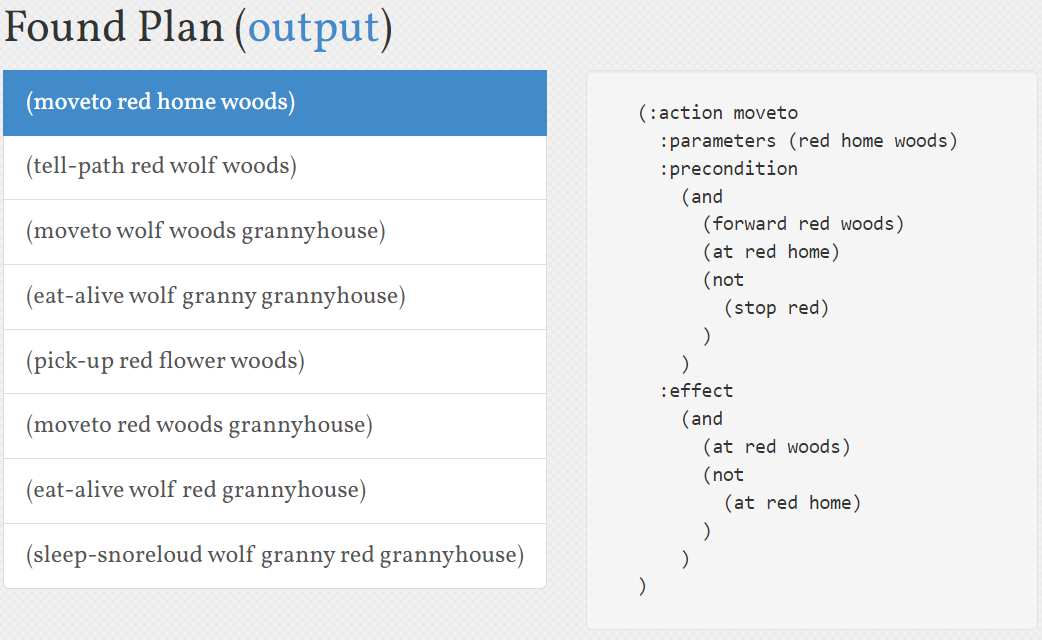 Found Plan (output)
(moveto red home woods)
(tell-path red wolf woods)
(moveto wolf woods grannyhouse)
(eat-alive wolf granny grannyhouse)
(pick-up red flower woods)
(moveto red woods grannyhouse)
(eat-alive wolf red grannyhouse)
(sleep-snoreloud wolf granny red grannyhouse)
(:action moveto
  :parameters (red home woods)
  :precondition
    (and
      (forward red woods)
      (at red home)
      (not
        (stop red)
      )
    )
  :effect
    (and
      (at red woods)
      (not
        (at red home)
      )
    )
)